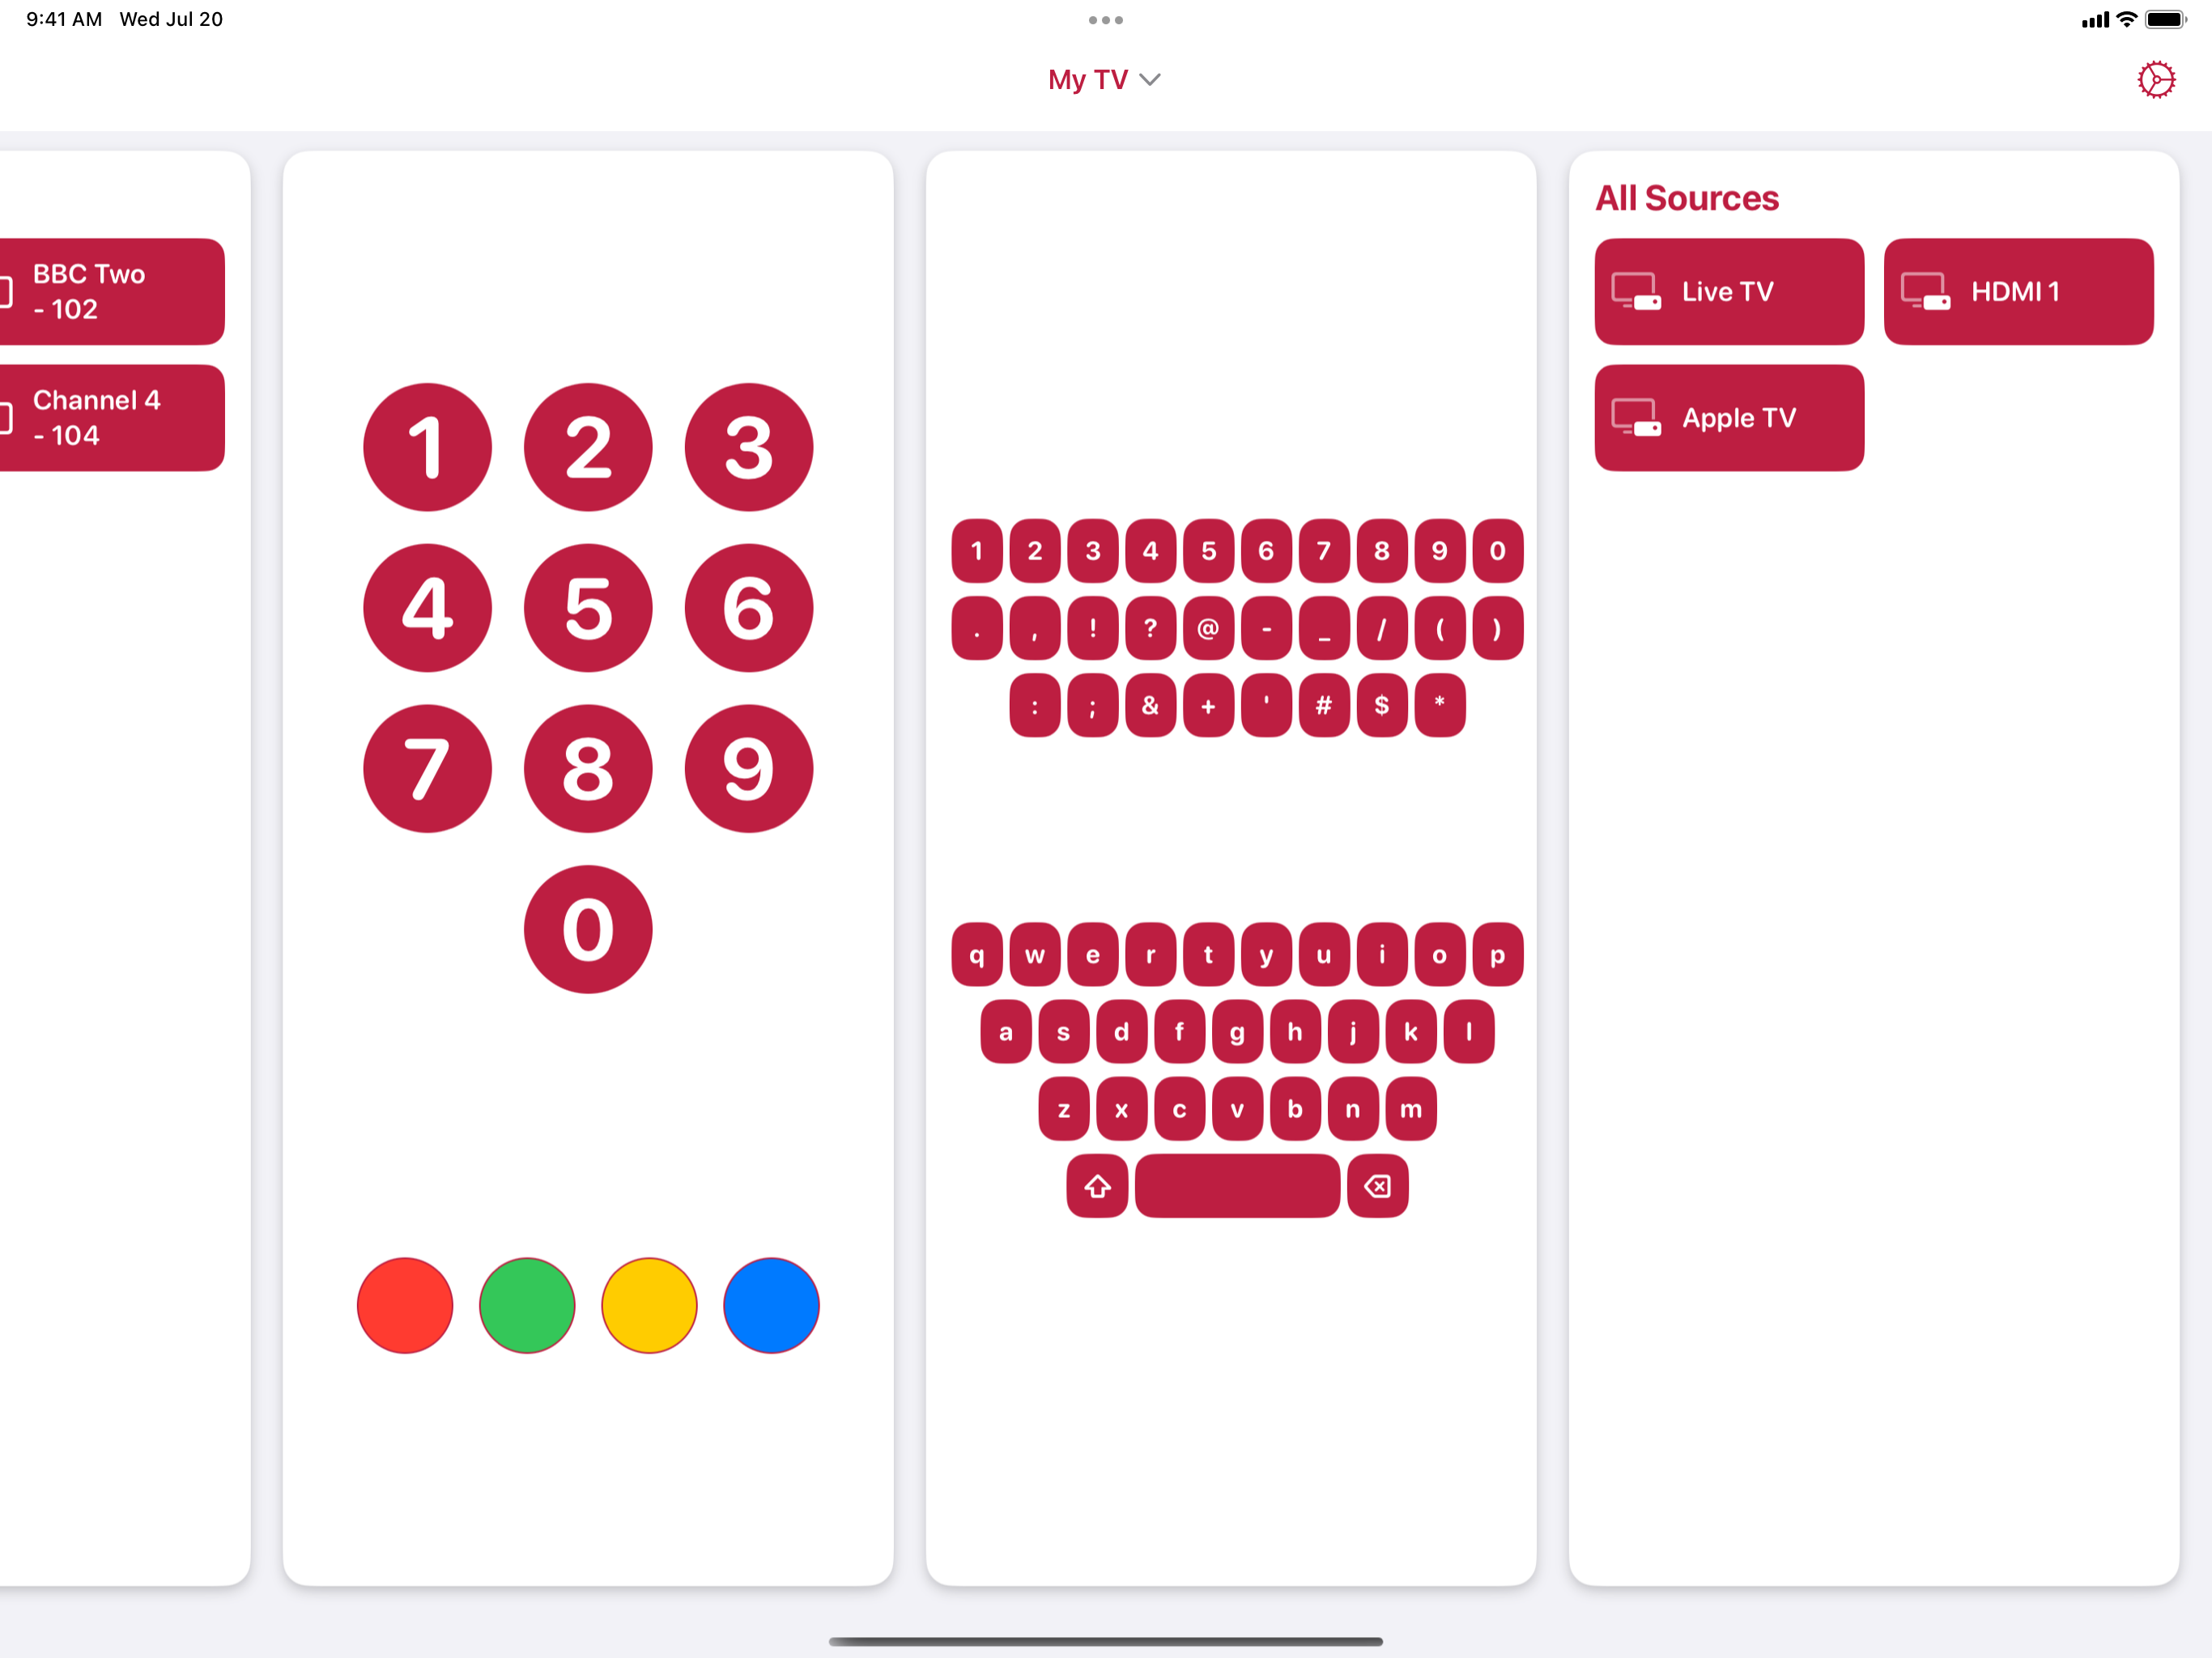 9:41 AM Wed Jul 20
My TV
BBC Two
- 102
Channel 4
- 104
1 2 3
4 5 6
7 8 9
0
1 2 3 4 5 6 7 8 9 0
. , ! ? @ - _ / ( )
: ; & + ' # $ *
q w e r t y u i o p
a s d f g h j k l
z x c v b n m
All Sources
Live TV
HDMI 1
Apple TV